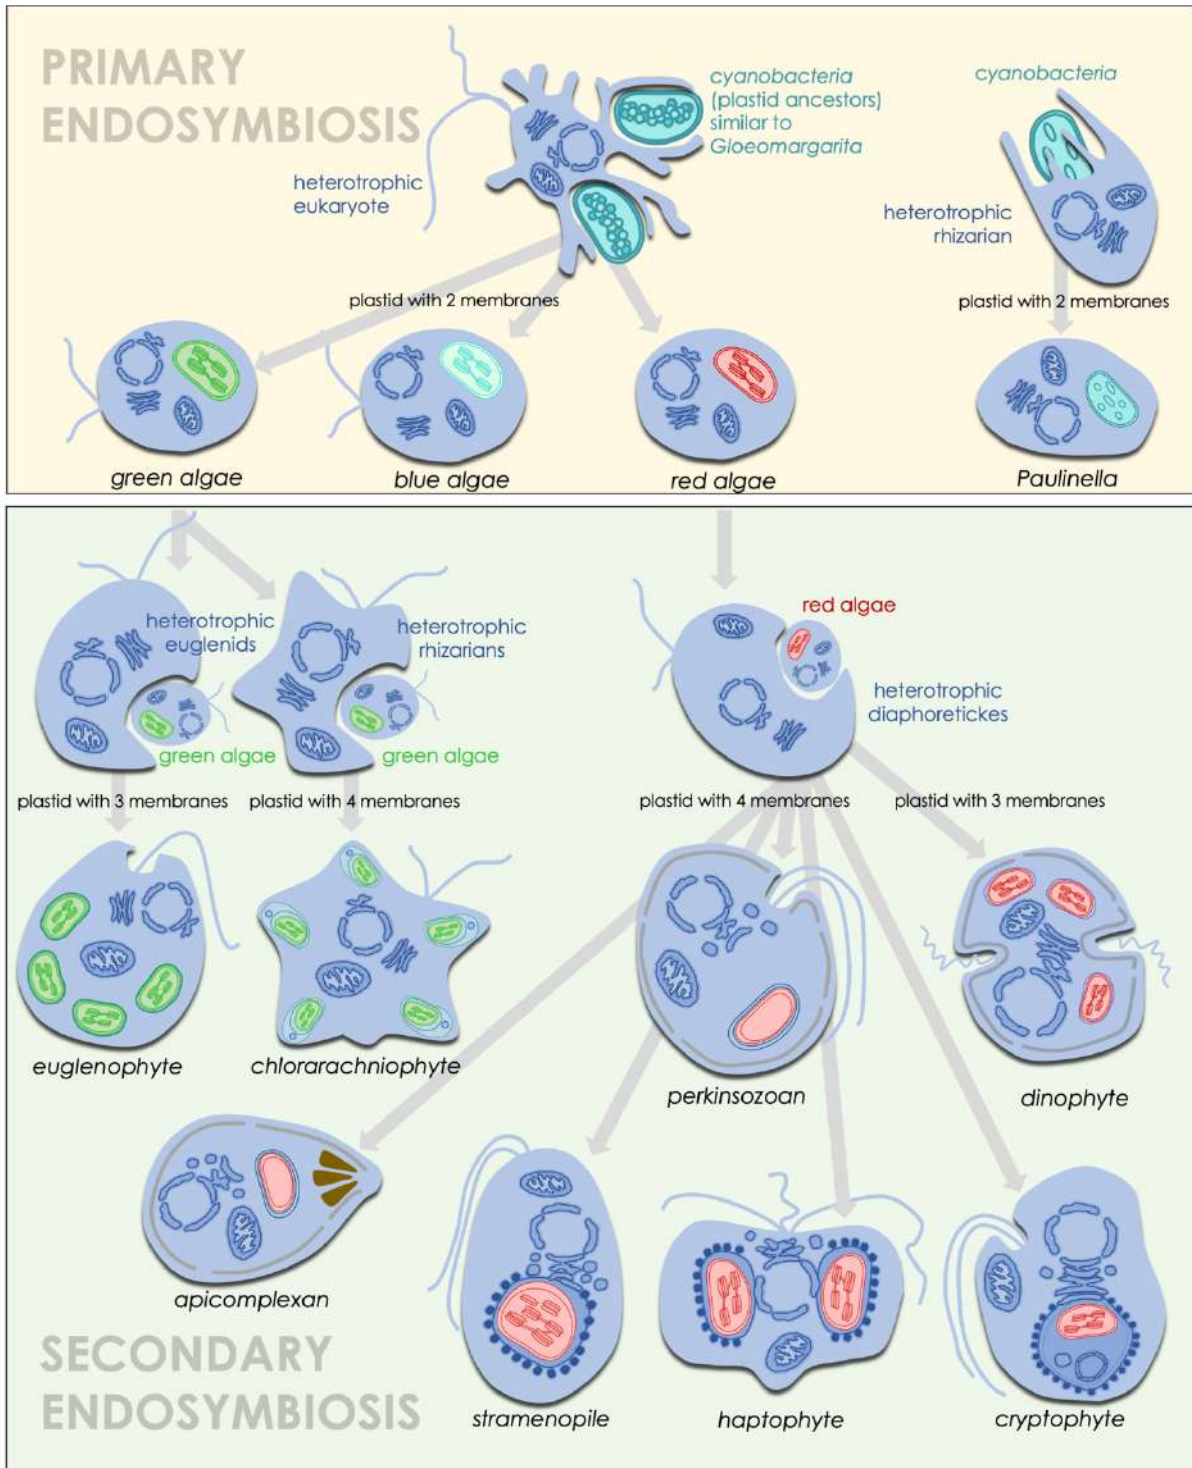 PRIMARY
ENDOSYMBIOSIS
cyanobacteria
(plastid ancestors)
similar to
Gloeomargarita
cyanobacteria
heterotrophic
eukaryote
heterotrophic
rhizarian
plastid with 2 membranes
plastid with 2 membranes
green algae
blue algae
red algae
Paulinella
heterotrophic
euglenids
heterotrophic
rhizarians
red algae
heterotrophic
diaphoretickes
green algae
green algae
plastid with 3 membranes
plastid with 4 membranes
plastid with 4 membranes
plastid with 3 membranes
euglenophyte
chlorarachniophyte
perkinsozoan
dinophyte
apicomplexan
SECONDARY
ENDOSYMBIOSIS
stramenopile
haptophyte
cryptophyte